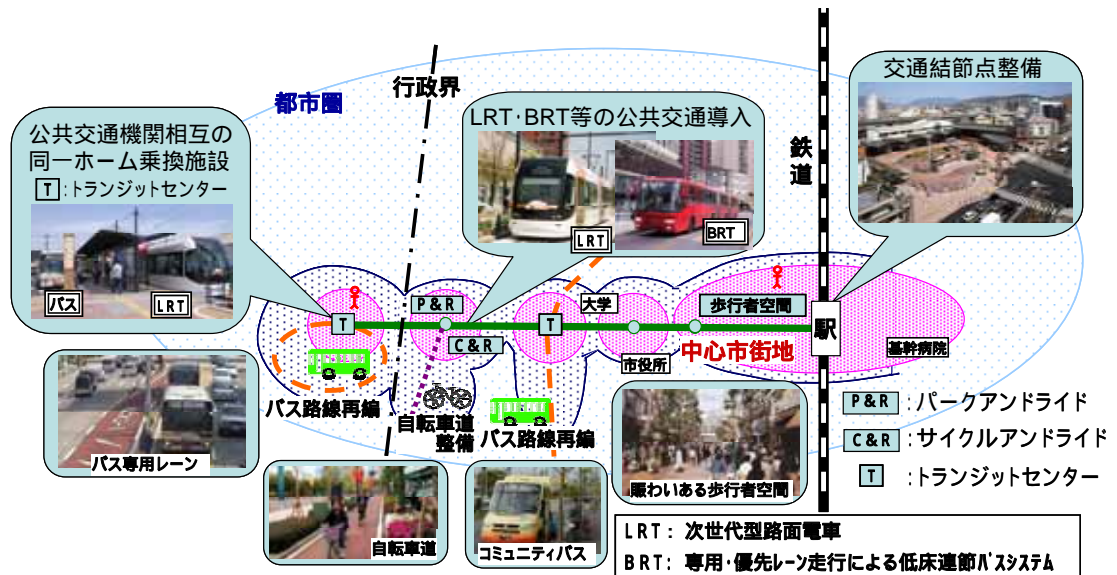 都市圏
行政界
交通結節点整備
公共交通機関相互の
同一ホーム乗換施設
T:トランジットセンター
バス
LRT
LRT・BRT等の公共交通導入
LRT
BRT
鉄道
P&R
C&R
T
T
大学
市役所
歩行者空間
中心市街地
駅
基幹病院
バス路線再編
自転車道
整備
バス路線再編
バス専用レーン
自転車道
コミュニティバス
賑わいある歩行者空間
P&R:パークアンドライド
C&R:サイクルアンドライド
T:トランジットセンター
LRT: 次世代型路面電車
BRT: 専用・優先レーン走行による低床連節バスシステム